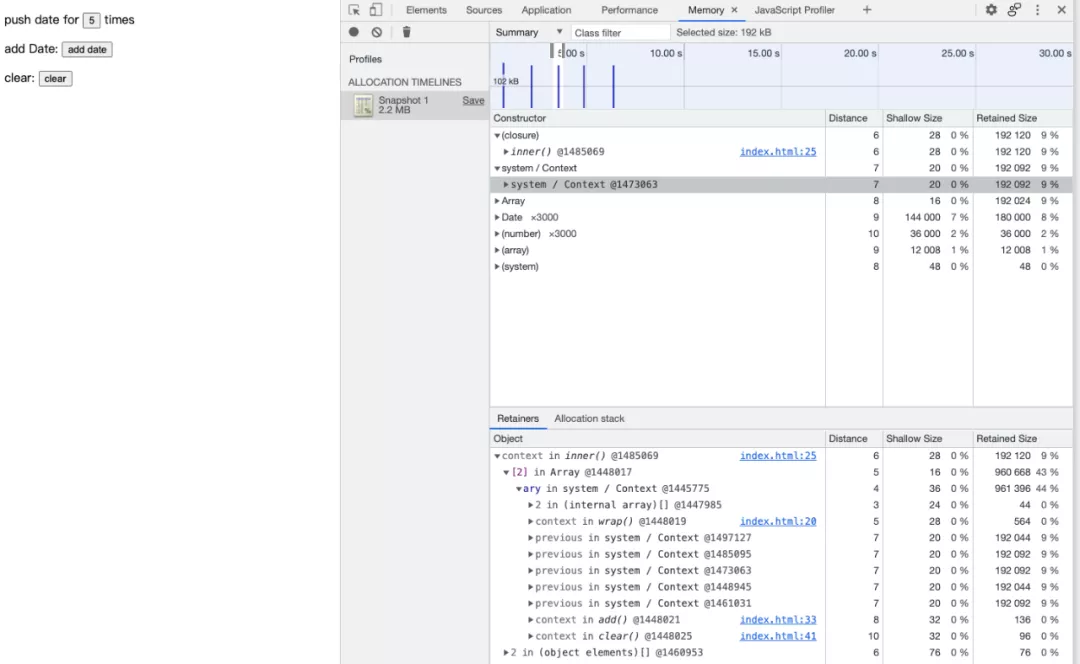 push date for 5 times
add Date: add date
clear: clear
Elements Sources Application Performance Memory × JavaScript Profiler +
Summary ▼ Class filter Selected size: 192 kB
Profiles
ALLOCATION TIMELINES
Snapshot 1 Save
2.2 MB
5.00 s 10.00 s 15.00 s 20.00 s 25.00 s 30.00 s
102 kB
Constructor Distance Shallow Size Retained Size
▼(closure) 6 28 0 % 192 120 9 %
▶inner() @1485069 index.html:25 6 28 0 % 192 120 9 %
▼system / Context 7 20 0 % 192 092 9 %
▶system / Context @1473063 7 20 0 % 192 092 9 %
▶Array 8 16 0 % 192 024 9 %
▶Date ×3000 9 144 000 7 % 180 000 8 %
▶(number) ×3000 10 36 000 2 % 36 000 2 %
▶(array) 9 12 008 1 % 12 008 1 %
▶(system) 8 48 0 % 48 0 %
Retainers Allocation stack
Object Distance Shallow Size Retained Size
▼context in inner() @1485069 index.html:25 6 28 0 % 192 120 9 %
▼[2] in Array @1448017 5 16 0 % 960 668 43 %
▼ary in system / Context @1445775 4 36 0 % 961 396 44 %
▶2 in (internal array)[] @1447985 3 24 0 % 44 0 %
▶context in wrap() @1448019 index.html:20 5 28 0 % 564 0 %
▶previous in system / Context @1497127 7 20 0 % 192 044 9 %
▶previous in system / Context @1485095 7 20 0 % 192 092 9 %
▶previous in system / Context @1473063 7 20 0 % 192 092 9 %
▶previous in system / Context @1448945 7 20 0 % 192 044 9 %
▶previous in system / Context @1461031 7 20 0 % 192 092 9 %
▶context in add() @1448021 index.html:33 8 32 0 % 136 0 %
▶context in clear() @1448025 index.html:41 10 32 0 % 96 0 %
▶2 in (object elements)[] @1460953 6 76 0 % 76 0 %